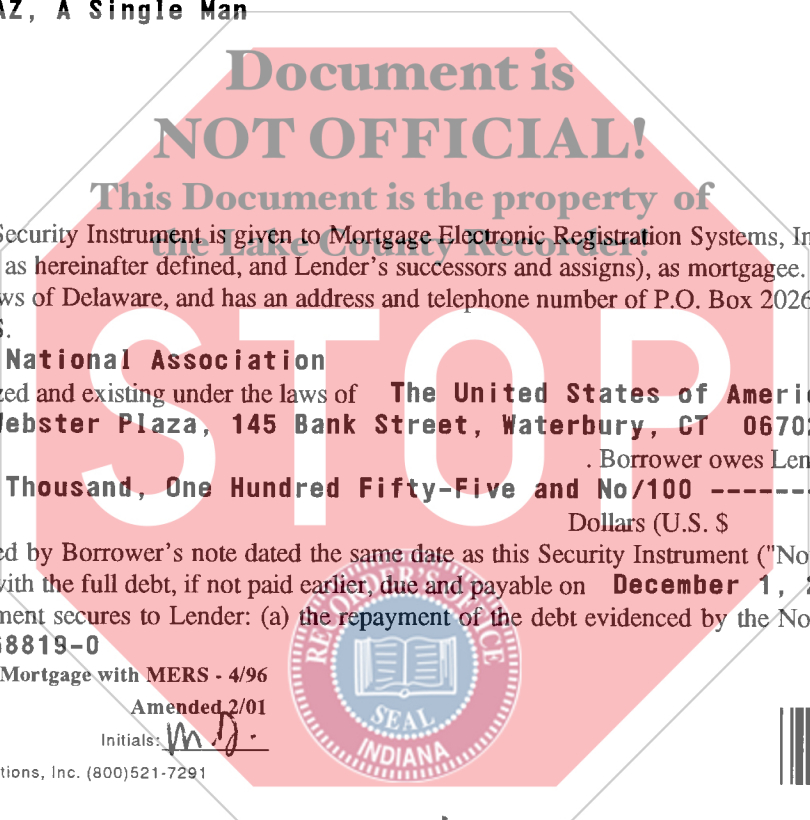 AZ, A Single Man
Document is
NOT OFFICIAL!
This Document is the property of
the Lake County Recorder!
Security Instrument is given to Mortgage Electronic Registration Systems, In
as hereinafter defined, and Lender's successors and assigns), as mortgagee.
ws of Delaware, and has an address and telephone number of P.O. Box 2026
S.
National Association
zed and existing under the laws of The United States of Ameri
Webster Plaza, 145 Bank Street, Waterbury, CT 0670
. Borrower owes Len
Thousand, One Hundred Fifty-Five and No/100 -------
Dollars (U.S. $
STOP
ed by Borrower's note dated the same date as this Security Instrument ("No
with the full debt, if not paid earlier, due and payable on December 1, 2
ment secures to Lender: (a) the repayment of the debt evidenced by the No
68819-0
Mortgage with MERS - 4/96
Amended 2/01
Initials: M.D.
tions, Inc. (800)521-7291
RECORDER'S OFFICE
SEAL
INDIANA